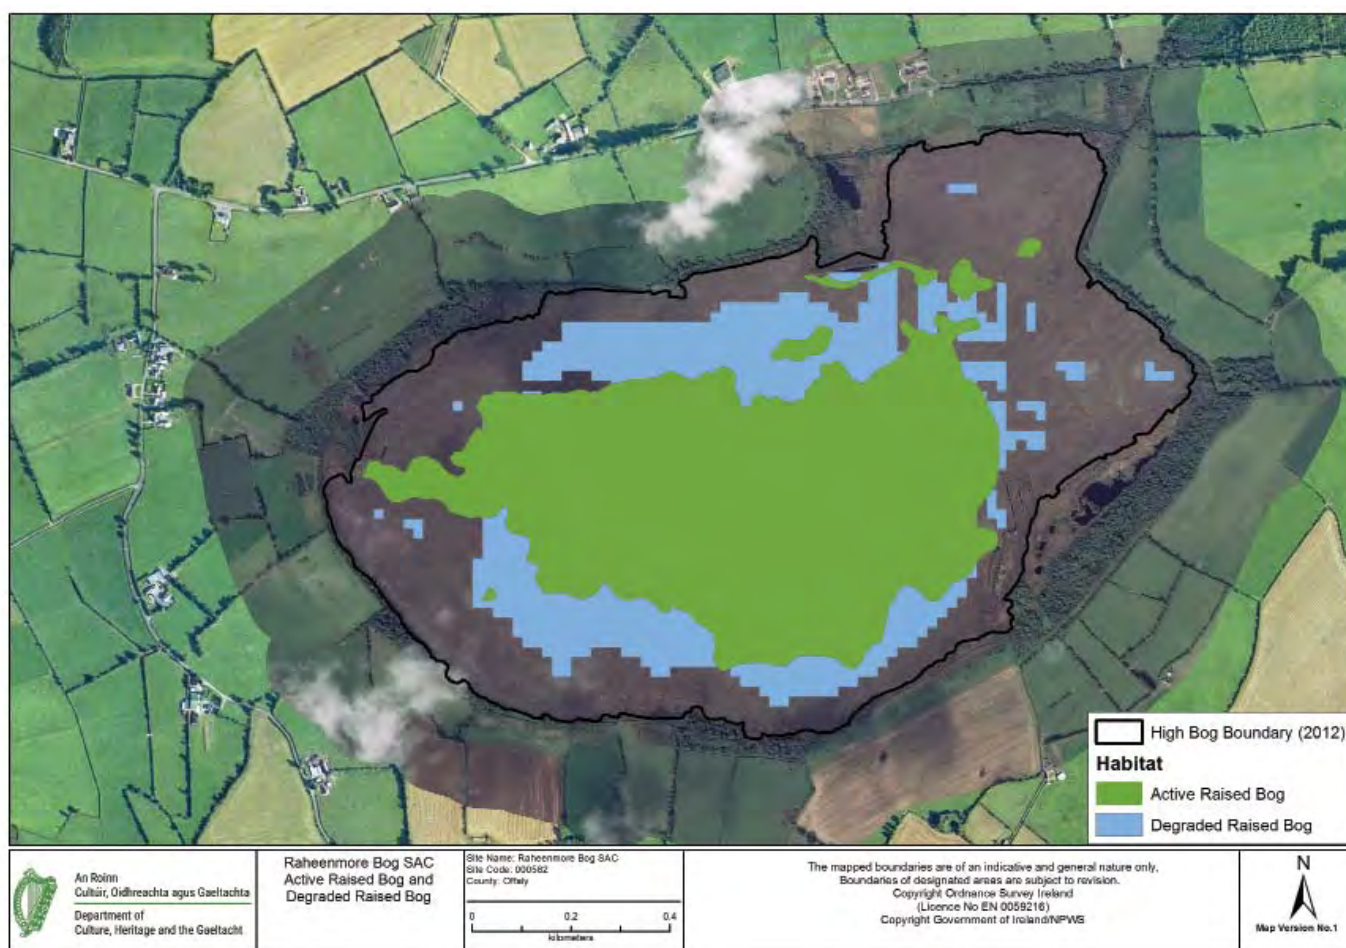 High Bog Boundary (2012)
Habitat
Active Raised Bog
Degraded Raised Bog
An Roinn
Cultúir, Oidhreachta agus Gaeltachta
Department of
Culture, Heritage and the Gaeltacht
Raheenmore Bog SAC
Active Raised Bog and
Degraded Raised Bog
Site Name: Raheenmore Bog SAC
Site Code: 000582
County: Offaly
0 0.2 0.4
kilometers
The mapped boundaries are of an indicative and general nature only,
Boundaries of designated areas are subject to revision.
Copyright Ordnance Survey Ireland
(Licence No EN 0059216)
Copyright Government of Ireland/NPWS
N
Map Version No.1